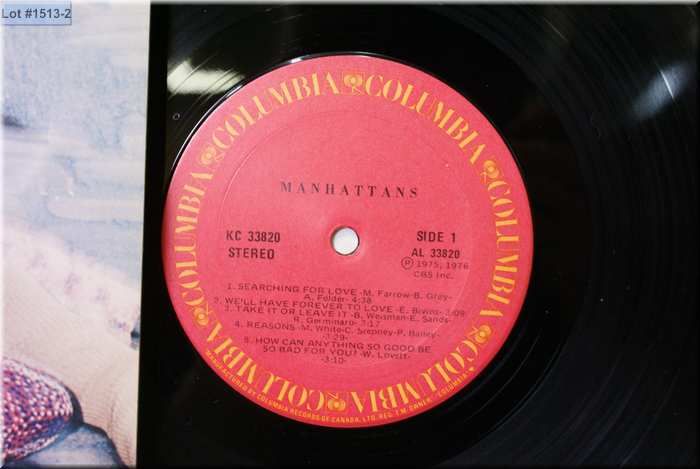 Lot #1513-2
COLUMBIA COLUMBIA COLUMBIA COLUMBIA COLUMBIA COLUMBIA
MANHATTANS
KC 33820
STEREO
SIDE 1
AL 33820
Ⓟ 1975, 1976
CBS Inc.
1. SEARCHING FOR LOVE -M. Farrow-B. Gray-
A. Felder- 4:38
2. WE'LL HAVE FOREVER TO LOVE -E. Bivins- 3:09
3. TAKE IT OR LEAVE IT -B. Weisman-E. Sands-
R. Germinaro- 3:17
4. REASONS -M. White-C. Stepney-P. Bailey-
-3:29-
5. HOW CAN ANYTHING SO GOOD BE
SO BAD FOR YOU? -W. Lovett-
-3:10-
MANUFACTURED BY COLUMBIA RECORDS OF CANADA, LTD. REG. T.M. OWNER/"COLUMBIA"